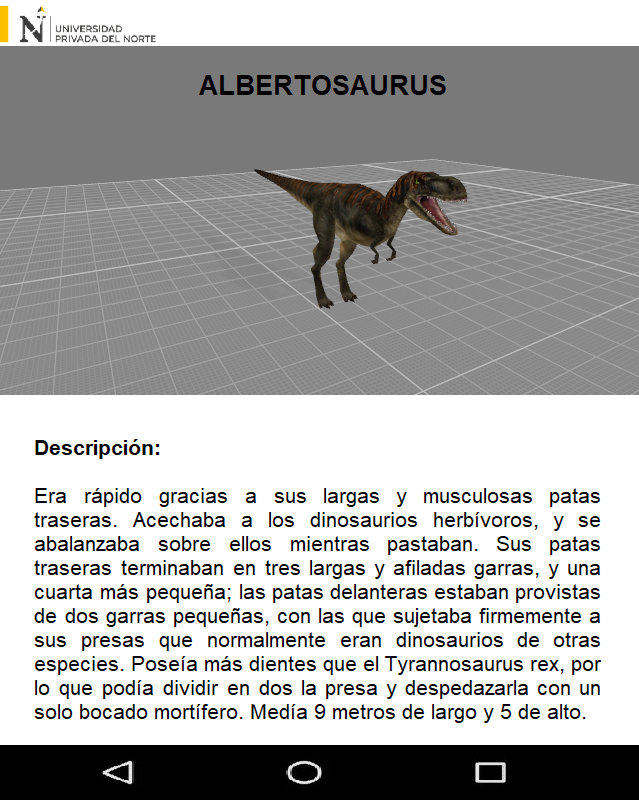 UNIVERSIDAD
PRIVADA DEL NORTE
ALBERTOSAURUS
Descripción:
Era rápido gracias a sus largas y musculosas patas
traseras. Acechaba a los dinosaurios herbívoros, y se
abalanzaba sobre ellos mientras pastaban. Sus patas
traseras terminaban en tres largas y afiladas garras, y una
cuarta más pequeña; las patas delanteras estaban provistas
de dos garras pequeñas, con las que sujetaba firmemente a
sus presas que normalmente eran dinosaurios de otras
especies. Poseía más dientes que el Tyrannosaurus rex, por
lo que podía dividir en dos la presa y despedazarla con un
solo bocado mortífero. Medía 9 metros de largo y 5 de alto.